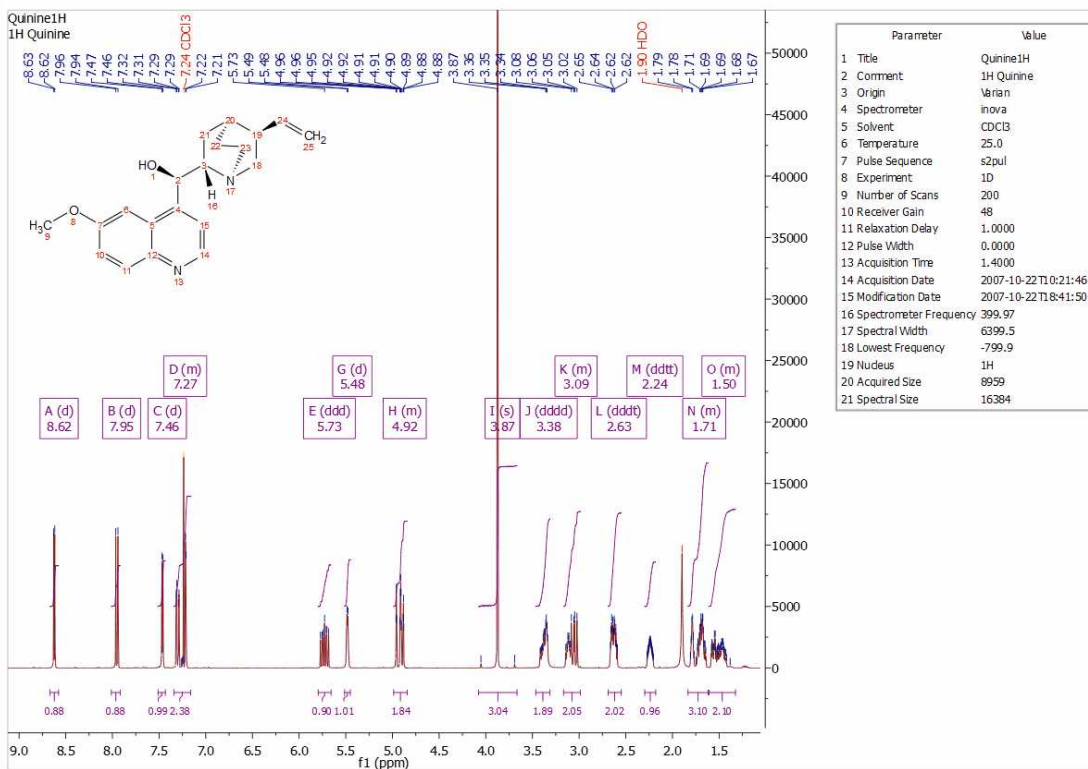 Quinine1H
1H Quinine
8.63
8.62
7.96
7.94
7.47
7.46
7.32
7.31
7.29
7.29
7.24 CDCl3
7.22
7.21
5.73
5.49
5.48
4.96
4.96
4.95
4.92
4.92
4.91
4.91
4.90
4.89
4.88
4.88
3.87
3.36
3.35
3.34
3.08
3.06
3.05
3.02
2.65
2.64
2.62
2.62
1.90 HDO
1.79
1.78
1.71
1.69
1.69
1.68
1.67
20
24
CH2
25
21
19
22
23
HO
1
3
18
2
N
17
H
16
O
8
H3C
9
7
6
4
5
15
10
12
14
11
N
13
D (m)
7.27
G (d)
5.48
K (m)
3.09
M (ddtt)
2.24
O (m)
1.50
A (d)
8.62
B (d)
7.95
C (d)
7.46
E (ddd)
5.73
H (m)
4.92
I (s)
3.87
J (dddd)
3.38
L (dddt)
2.63
N (m)
1.71
0.88
0.88
0.99
2.38
0.90
1.01
1.84
3.04
1.89
2.05
2.02
0.96
3.10
2.10
9.0 8.5 8.0 7.5 7.0 6.5 6.0 5.5 5.0 4.5 4.0 3.5 3.0 2.5 2.0 1.5
f1 (ppm)
50000
45000
40000
35000
30000
25000
20000
15000
10000
5000
0
Parameter Value
1 Title Quinine1H
2 Comment 1H Quinine
3 Origin Varian
4 Spectrometer inova
5 Solvent CDCl3
6 Temperature 25.0
7 Pulse Sequence s2pul
8 Experiment 1D
9 Number of Scans 200
10 Receiver Gain 48
11 Relaxation Delay 1.0000
12 Pulse Width 0.0000
13 Acquisition Time 1.4000
14 Acquisition Date 2007-10-22T10:21:46
15 Modification Date 2007-10-22T18:41:50
16 Spectrometer Frequency 399.97
17 Spectral Width 6399.5
18 Lowest Frequency -799.9
19 Nucleus 1H
20 Acquired Size 8959
21 Spectral Size 16384